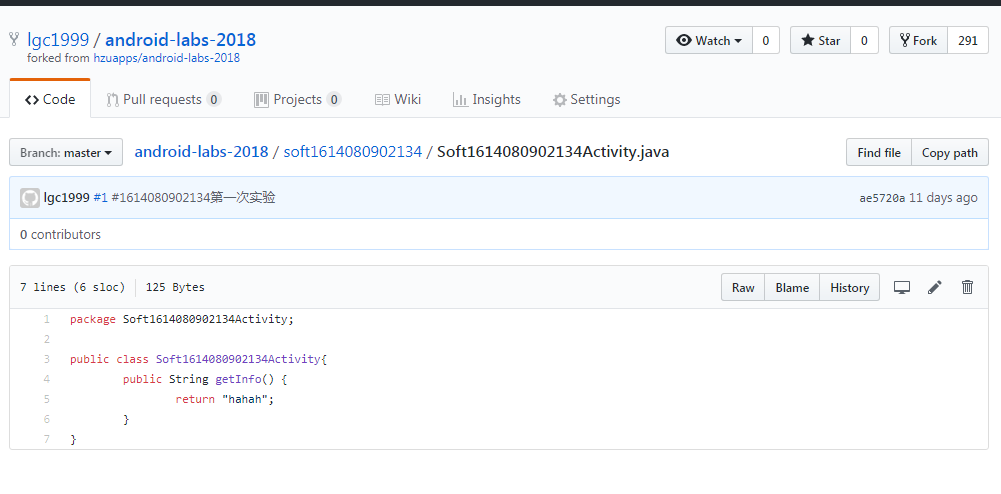 lgc1999 / android-labs-2018
forked from hzuapps/android-labs-2018
Watch 0 Star 0 Fork 291
Code Pull requests 0 Projects 0 Wiki Insights Settings
Branch: master android-labs-2018 / soft1614080902134 / Soft1614080902134Activity.java Find file Copy path
lgc1999 #1 #1614080902134第一次实验 ae5720a 11 days ago
0 contributors
7 lines (6 sloc) 125 Bytes Raw Blame History
1 package Soft1614080902134Activity;
2
3 public class Soft1614080902134Activity{
4 public String getInfo() {
5 return "hahah";
6 }
7 }